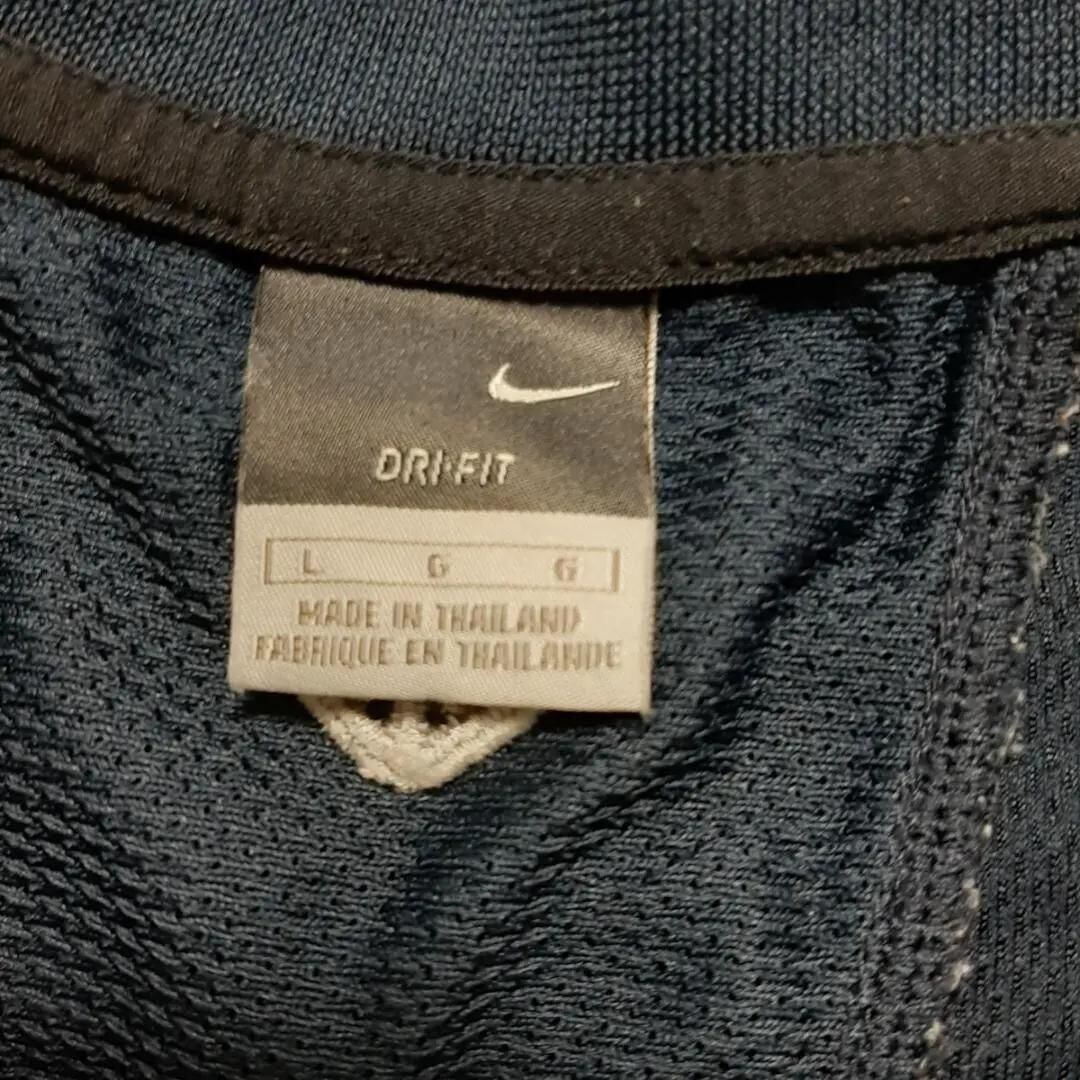 DRI-FIT
L G G
MADE IN THAILAND
FABRIQUE EN THAILANDE